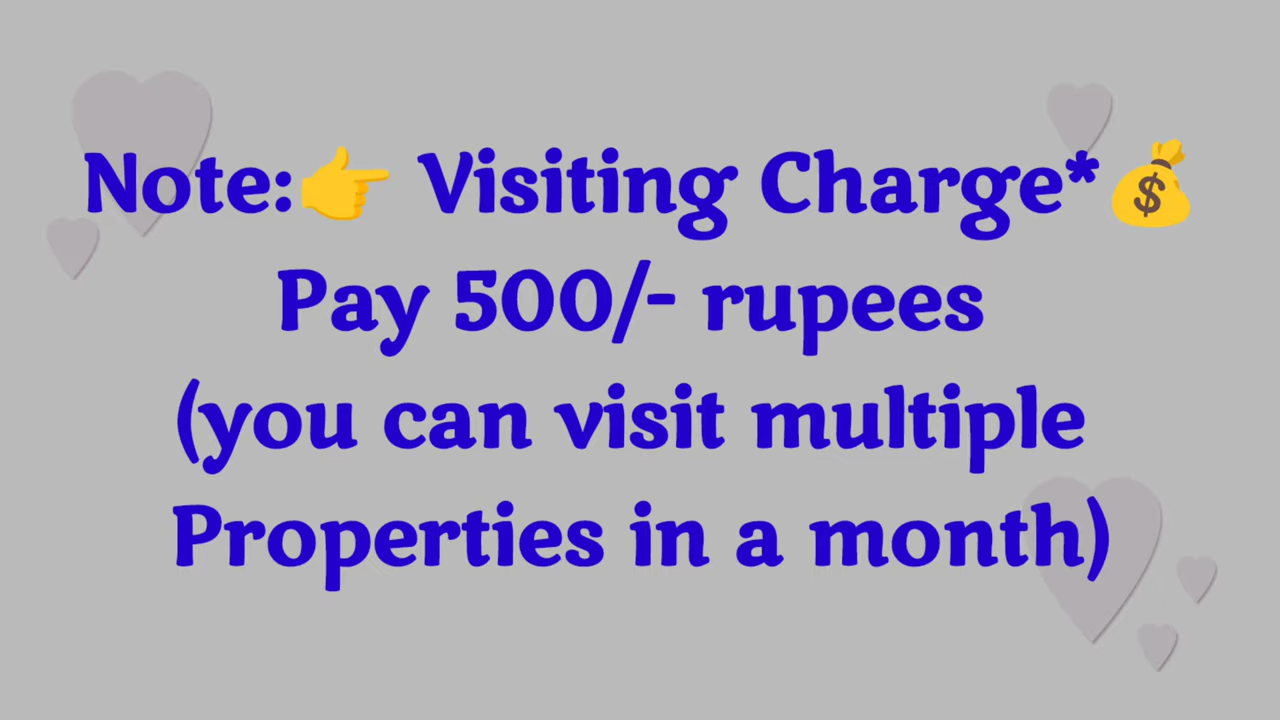 Note:👉 Visiting Charge*💰
Pay 500/- rupees
(you can visit multiple
Properties in a month)